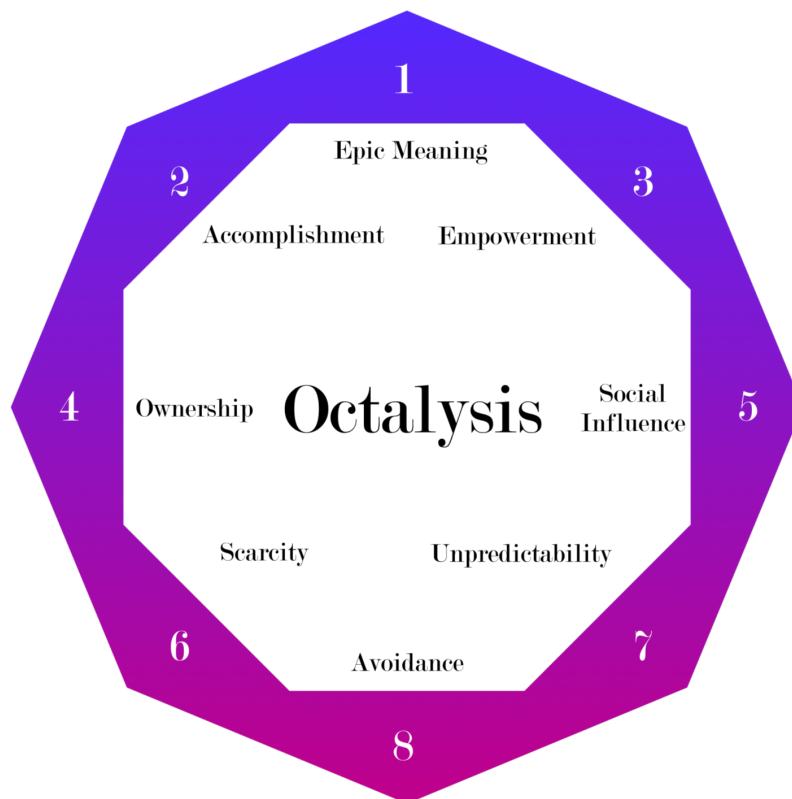 1
Epic Meaning
2
3
Accomplishment
Empowerment
4
Ownership
Octalysis
Social
Influence
5
Scarcity
Unpredictability
6
7
Avoidance
8